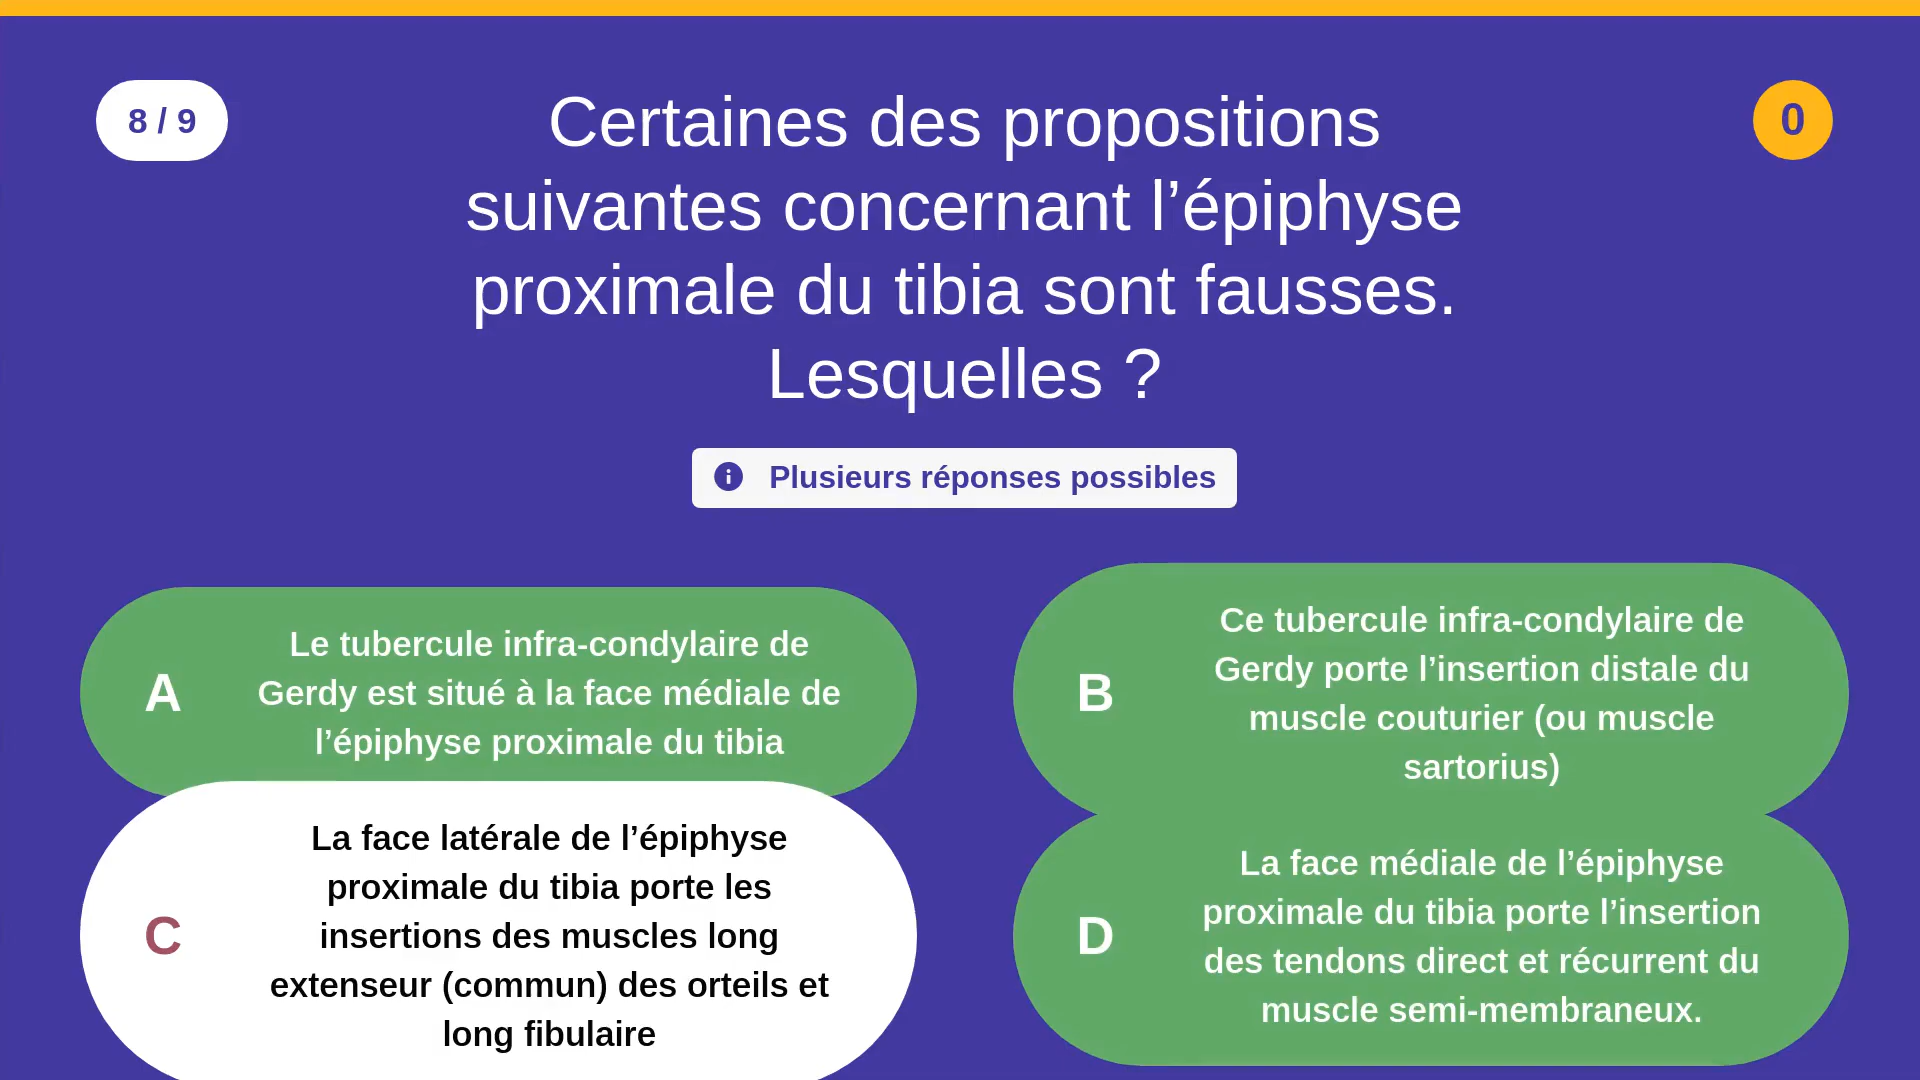 8 / 9
Certaines des propositions
suivantes concernant l’épiphyse
proximale du tibia sont fausses.
Lesquelles ?
0
Plusieurs réponses possibles
A
Le tubercule infra-condylaire de
Gerdy est situé à la face médiale de
l’épiphyse proximale du tibia
B
Ce tubercule infra-condylaire de
Gerdy porte l’insertion distale du
muscle couturier (ou muscle
sartorius)
C
La face latérale de l’épiphyse
proximale du tibia porte les
insertions des muscles long
extenseur (commun) des orteils et
long fibulaire
D
La face médiale de l’épiphyse
proximale du tibia porte l’insertion
des tendons direct et récurrent du
muscle semi-membraneux.